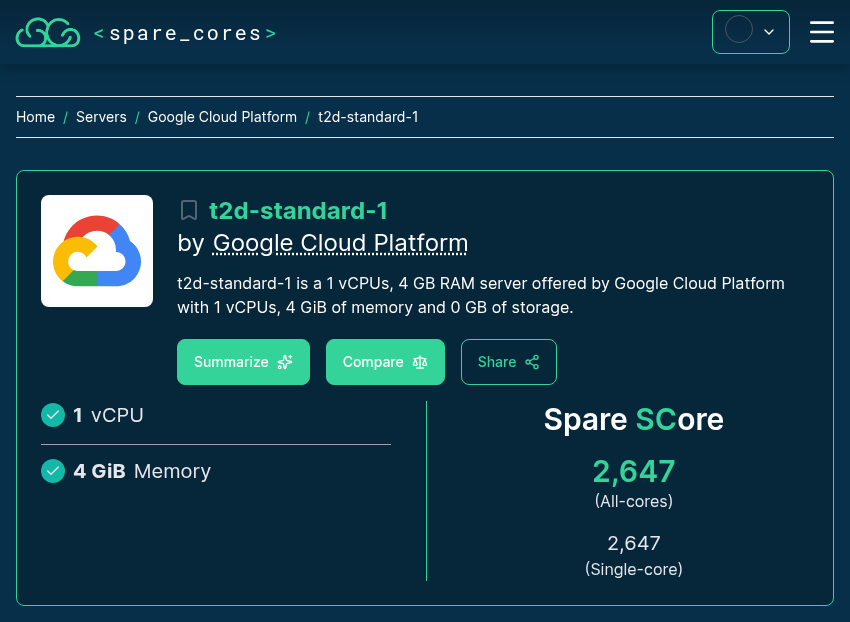 <spare_cores>
Home / Servers / Google Cloud Platform / t2d-standard-1
t2d-standard-1
by Google Cloud Platform
t2d-standard-1 is a 1 vCPUs, 4 GB RAM server offered by Google Cloud Platform
with 1 vCPUs, 4 GiB of memory and 0 GB of storage.
Summarize Compare Share
1 vCPU
4 GiB Memory
Spare SCore
2,647
(All-cores)
2,647
(Single-core)